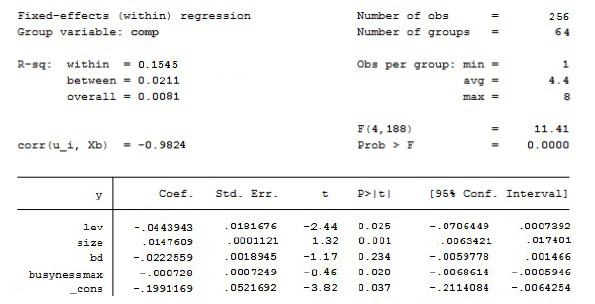 Fixed-effects (within) regression Number of obs = 256
Group variable: comp Number of groups = 64
R-sq: within = 0.1545 Obs per group: min = 1
between = 0.0211 avg = 4.4
overall = 0.0081 max = 8
F(4,188) = 11.41
corr(u_i, Xb) = -0.9824 Prob > F = 0.0000
y Coef. Std. Err. t P>|t| [95% Conf. Interval]
lev -.0443943 .0181676 -2.44 0.025 -.0706449 .0007392
size .0147609 .0001121 1.32 0.001 .0063421 .017401
bd -.0222559 .0018945 -1.17 0.234 -.0059778 .001466
busynessmax -.000728 .0007249 -0.46 0.020 -.0068614 -.0005946
_cons -.1991169 .0521692 -3.82 0.037 -.2114084 -.0064254